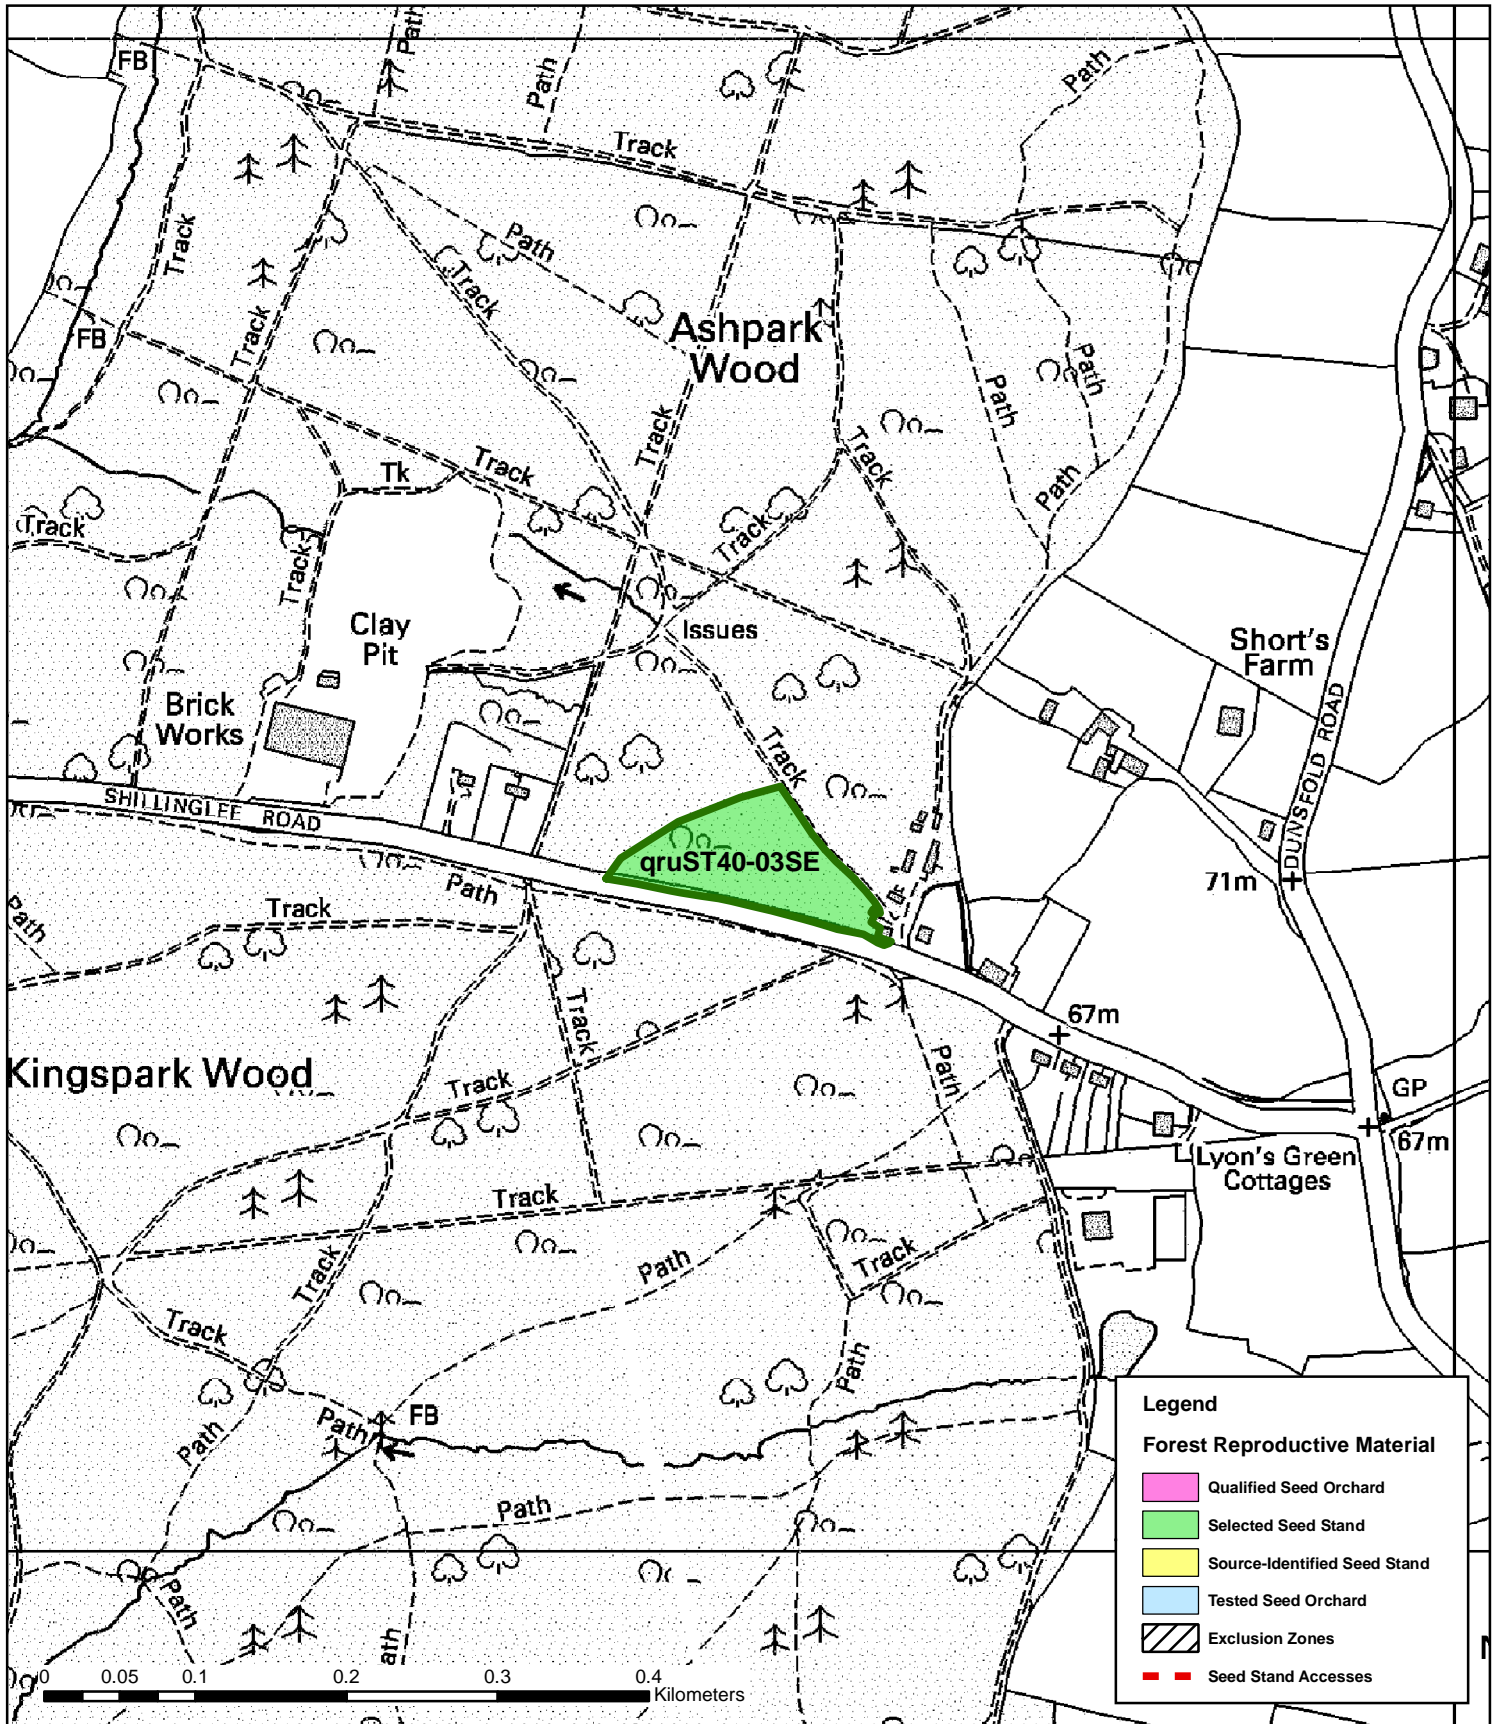 FB
Path
Path
Path
Track
Track
Path
Track
Track
FB
Ashpark
Wood
Path
Path
Track
Track
Track
Tk
Path
Track
Track
Track
Clay
Pit
Issues
Short's
Farm
Brick
Works
Track
DUNSFOLD ROAD
SHILLINGLEE ROAD
qruST40-03SE
71m
Path
Track
Path
Track
67m
Kingspark Wood
Track
Path
GP
67m
Lyon's Green
Cottages
Track
Track
Path
Track
Track
Path
FB
Path
Path
Path
Path
ath
Legend
Forest Reproductive Material
Qualified Seed Orchard
Selected Seed Stand
Source-Identified Seed Stand
Tested Seed Orchard
Exclusion Zones
Seed Stand Accesses
0 0.05 0.1 0.2 0.3 0.4
Kilometers